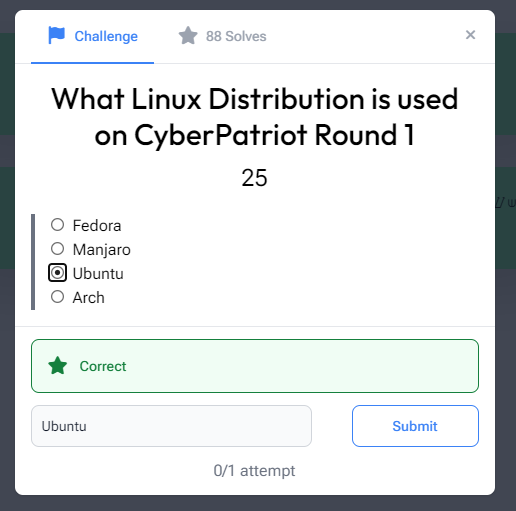 Challenge
88 Solves
×
What Linux Distribution is used
on CyberPatriot Round 1
25
Fedora
Manjaro
Ubuntu
Arch
Correct
Ubuntu
Submit
0/1 attempt